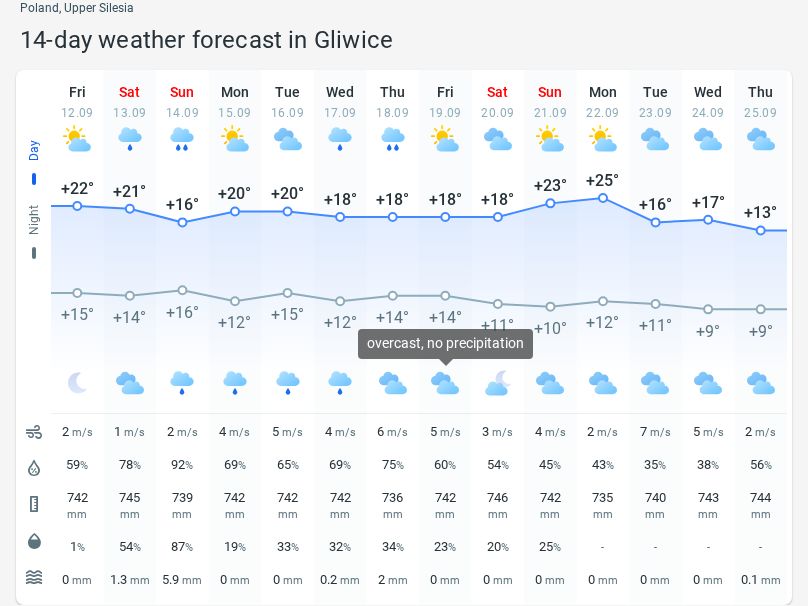 Poland, Upper Silesia
14-day weather forecast in Gliwice
Fri Sat Sun Mon Tue Wed Thu Fri Sat Sun Mon Tue Wed Thu
12.09 13.09 14.09 15.09 16.09 17.09 18.09 19.09 20.09 21.09 22.09 23.09 24.09 25.09
Day
Night
+22° +21° +16° +20° +20° +18° +18° +18° +18° +23° +25° +16° +17° +13°
+15° +14° +16° +12° +15° +12° +14° +14° +11° +10° +12° +11° +9° +9°
overcast, no precipitation
2 m/s 1 m/s 2 m/s 4 m/s 5 m/s 4 m/s 6 m/s 5 m/s 3 m/s 4 m/s 2 m/s 7 m/s 5 m/s 2 m/s
59% 78% 92% 69% 65% 69% 75% 60% 54% 45% 43% 35% 38% 56%
742 745 739 742 742 742 736 742 746 742 735 740 743 744
mm mm mm mm mm mm mm mm mm mm mm mm mm mm
1% 54% 87% 19% 33% 32% 34% 23% 20% 25% - - - -
0 mm 1.3 mm 5.9 mm 0 mm 0 mm 0.2 mm 2 mm 0 mm 0 mm 0 mm 0 mm 0 mm 0 mm 0.1 mm